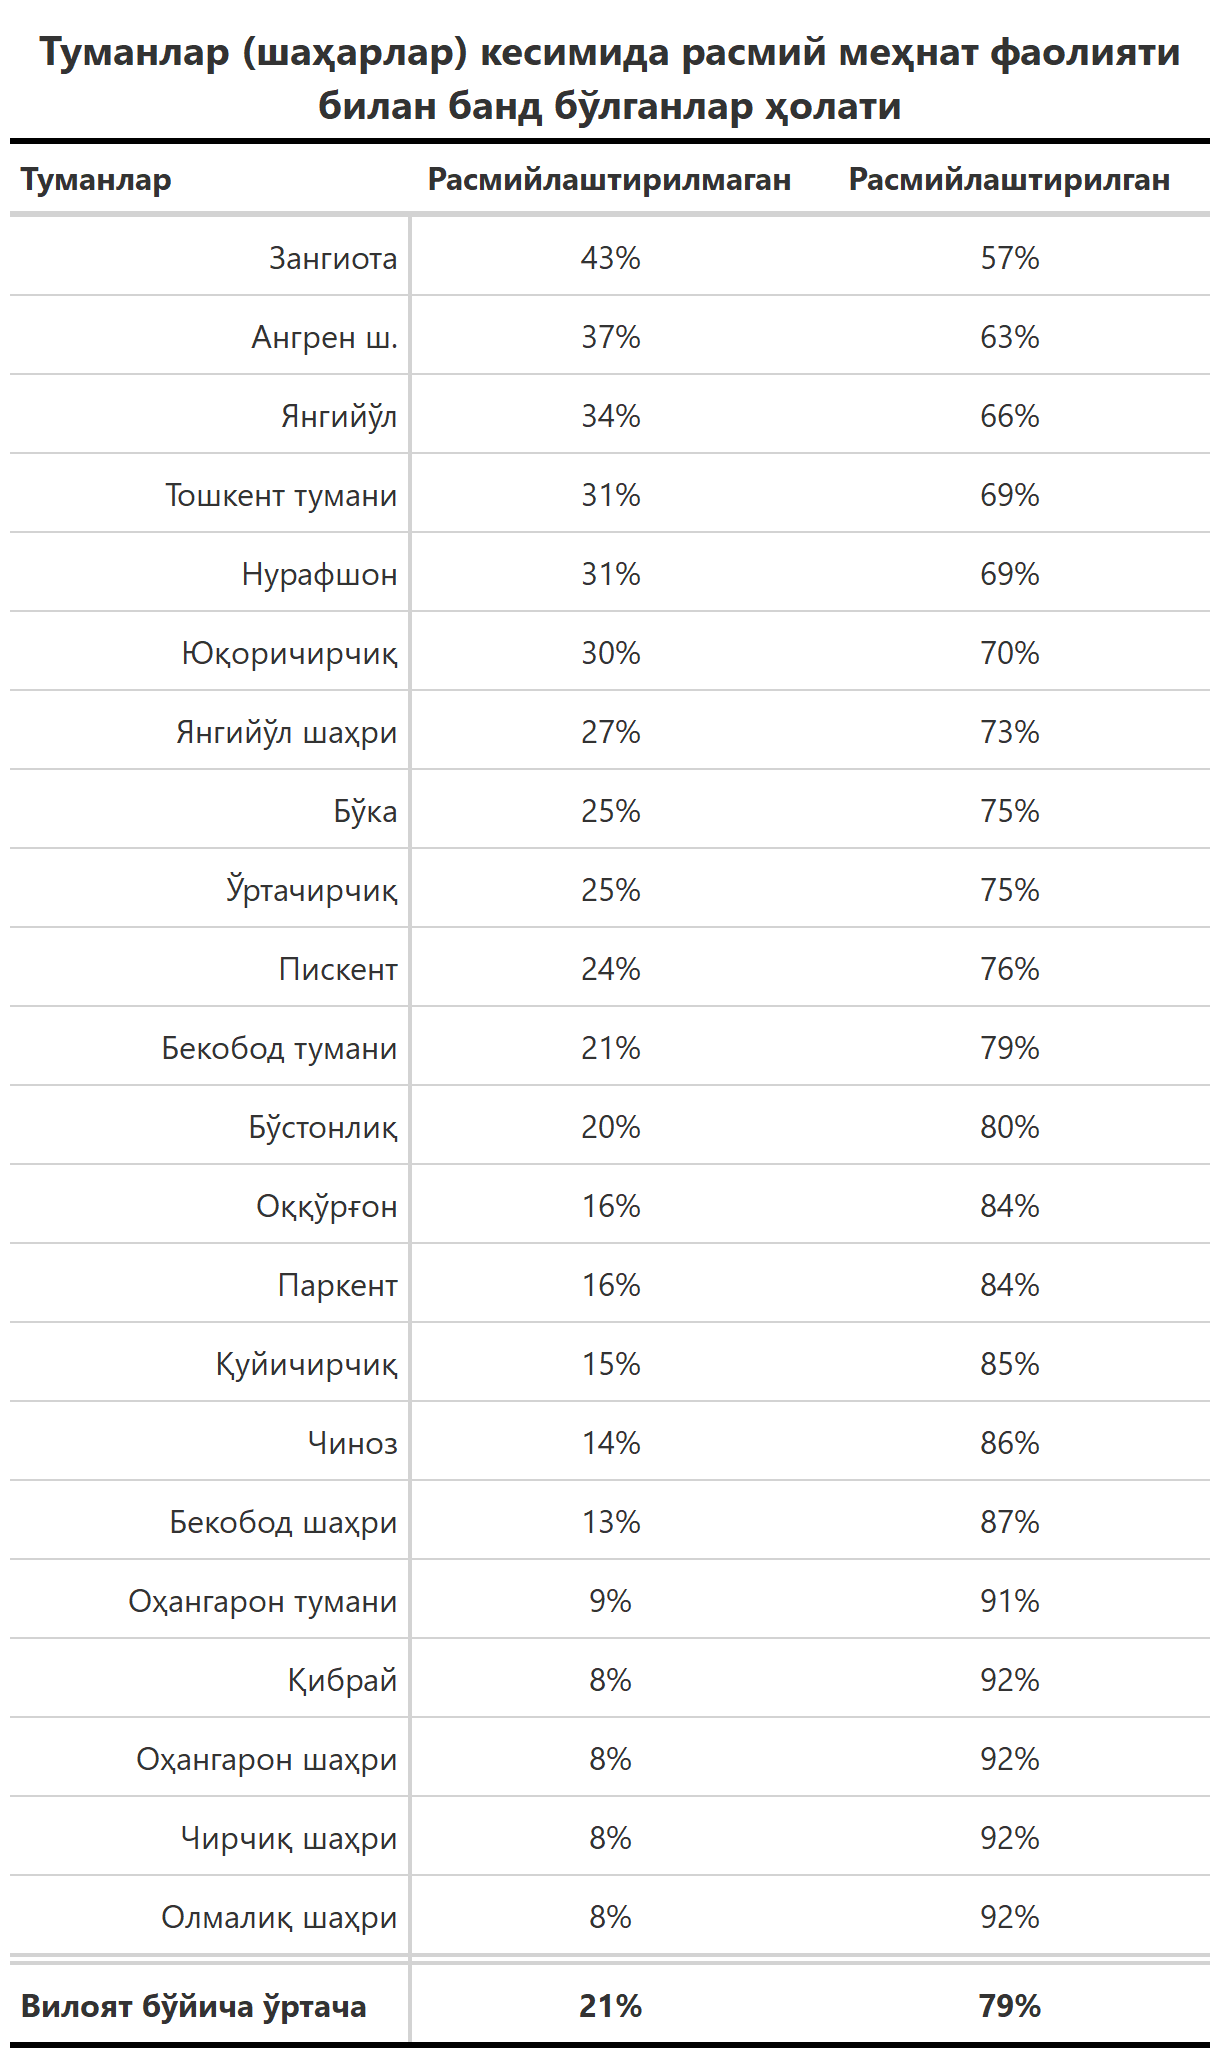 Туманлар (шаҳарлар) кесимида расмий меҳнат фаолияти
билан банд бўлганлар ҳолати
Туманлар Расмийлаштирилмаган Расмийлаштирилган
Зангиота 43% 57%
Ангрен ш. 37% 63%
Янгийўл 34% 66%
Тошкент тумани 31% 69%
Нурафшон 31% 69%
Юқоричирчиқ 30% 70%
Янгийўл шаҳри 27% 73%
Бўка 25% 75%
Ўртачирчиқ 25% 75%
Пискент 24% 76%
Бекобод тумани 21% 79%
Бўстонлиқ 20% 80%
Оққўрғон 16% 84%
Паркент 16% 84%
Қуйичирчиқ 15% 85%
Чиноз 14% 86%
Бекобод шаҳри 13% 87%
Оҳангарон тумани 9% 91%
Қибрай 8% 92%
Оҳангарон шаҳри 8% 92%
Чирчиқ шаҳри 8% 92%
Олмалиқ шаҳри 8% 92%
Вилоят бўйича ўртача 21% 79%